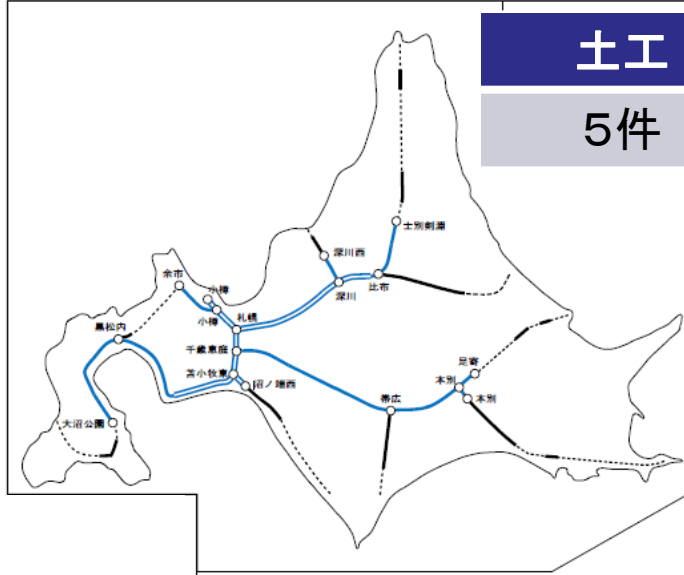 土工
5件
士別剣淵
深川西
余市
小樽
比布
深川
小樽
札幌
黒松内
千歳恵庭
足寄
苫小牧東
沼ノ端西
本別
本別
帯広
大沼公園